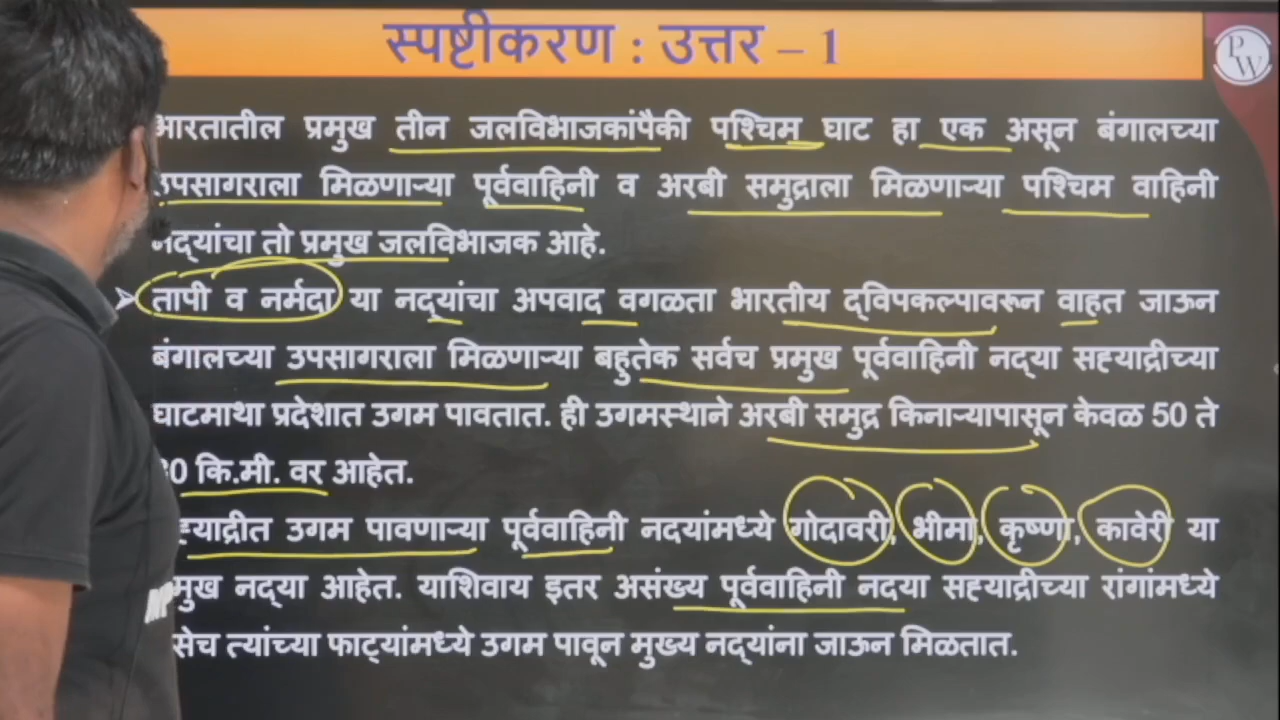 स्पष्टीकरण : उत्तर – 1
PW
भारतातील प्रमुख तीन जलविभाजकांपैकी पश्चिम घाट हा एक असून बंगालच्या
उपसागराला मिळणाऱ्या पूर्ववाहिनी व अरबी समुद्राला मिळणाऱ्या पश्चिम वाहिनी
नद्यांचा तो प्रमुख जलविभाजक आहे.
➢ तापी व नर्मदा या नद्यांचा अपवाद वगळता भारतीय द्विपकल्पावरून वाहत जाऊन
बंगालच्या उपसागराला मिळणाऱ्या बहुतेक सर्वच प्रमुख पूर्ववाहिनी नद्या सह्याद्रीच्या
घाटमाथा प्रदेशात उगम पावतात. ही उगमस्थाने अरबी समुद्र किनाऱ्यापासून केवळ 50 ते
कि.मी. वर आहेत.
उगम पावणाऱ्या पूर्ववाहिनी नदयांमध्ये गोदावरी, भीमा, कृष्णा, कावेरी या
नद्या आहेत. याशिवाय इतर असंख्य पूर्ववाहिनी नदया सह्याद्रीच्या रांगांमध्ये
त्यांच्या फाट्यांमध्ये उगम पावून मुख्य नद्यांना जाऊन मिळतात.